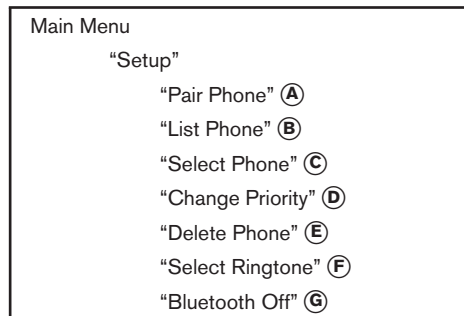 Main Menu
“Setup”
“Pair Phone” Ⓐ
“List Phone” Ⓑ
“Select Phone” Ⓒ
“Change Priority” Ⓓ
“Delete Phone” Ⓔ
“Select Ringtone” Ⓕ
“Bluetooth Off” Ⓖ